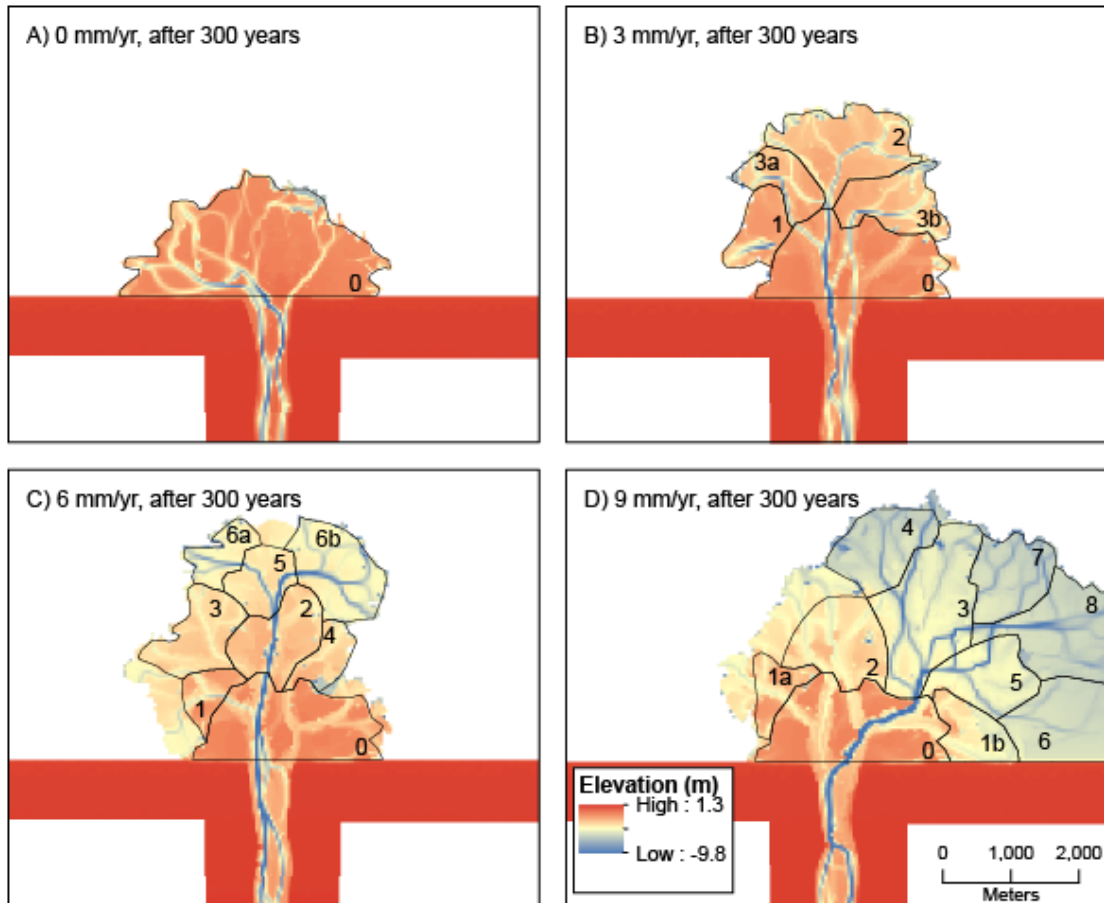 A) 0 mm/yr, after 300 years
0
B) 3 mm/yr, after 300 years
2
3a
1
3b
0
C) 6 mm/yr, after 300 years
6a
6b
5
3
2
4
1
0
D) 9 mm/yr, after 300 years
4
7
3
8
2
1a
5
1b
6
0
Elevation (m)
High : 1.3
Low : -9.8
0 1,000 2,000
Meters